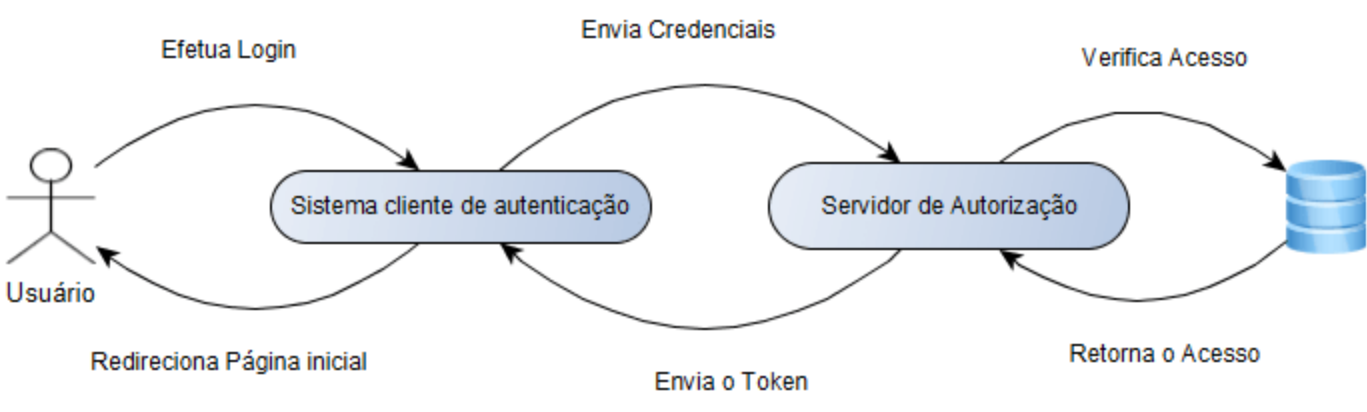 Efetua Login
Envia Credenciais
Verifica Acesso
Sistema cliente de autenticação
Servidor de Autorização
Usuário
Redireciona Página inicial
Envia o Token
Retorna o Acesso